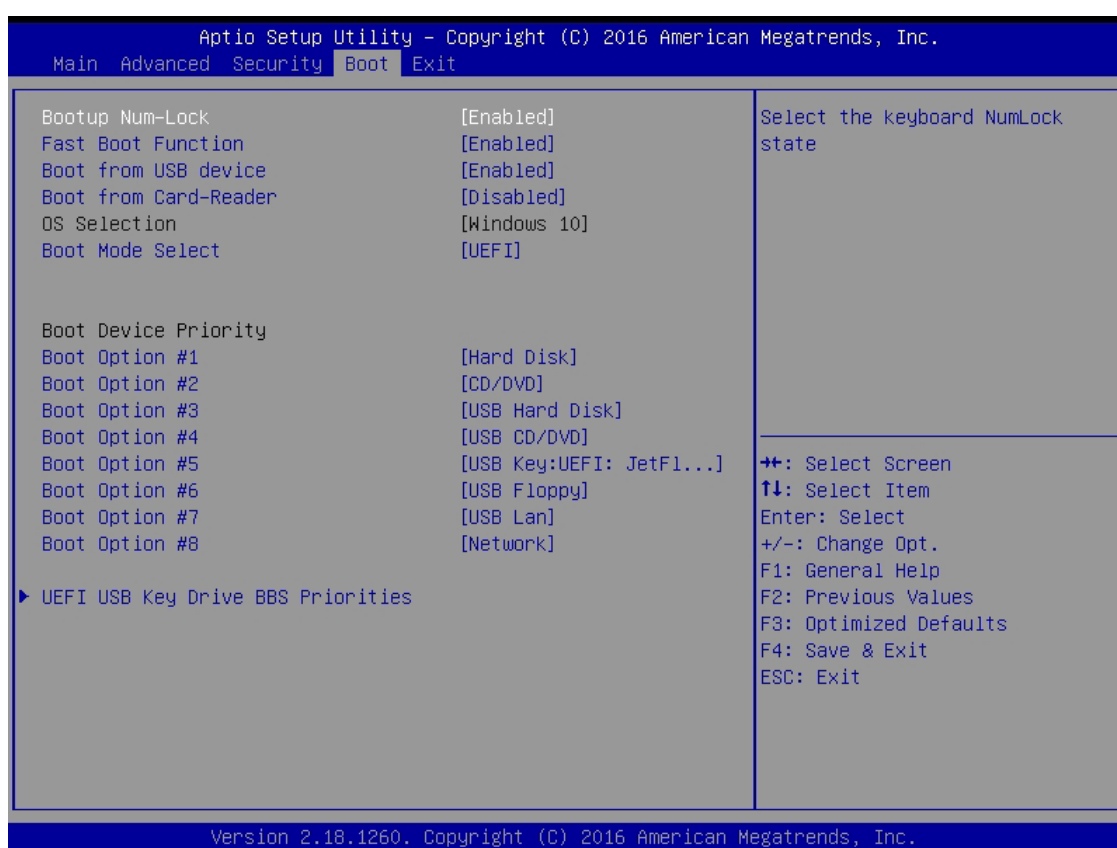 Aptio Setup Utility – Copyright (C) 2016 American Megatrends, Inc.
Main Advanced Security Boot Exit
Bootup Num-Lock [Enabled]
Fast Boot Function [Enabled]
Boot from USB device [Enabled]
Boot from Card-Reader [Disabled]
OS Selection [Windows 10]
Boot Mode Select [UEFI]
Boot Device Priority
Boot Option #1 [Hard Disk]
Boot Option #2 [CD/DVD]
Boot Option #3 [USB Hard Disk]
Boot Option #4 [USB CD/DVD]
Boot Option #5 [USB Key:UEFI: JetFl...]
Boot Option #6 [USB Floppy]
Boot Option #7 [USB Lan]
Boot Option #8 [Network]
UEFI USB Key Drive BBS Priorities
Select the keyboard NumLock
state
→←: Select Screen
↑↓: Select Item
Enter: Select
+/-: Change Opt.
F1: General Help
F2: Previous Values
F3: Optimized Defaults
F4: Save & Exit
ESC: Exit
Version 2.18.1260. Copyright (C) 2016 American Megatrends, Inc.